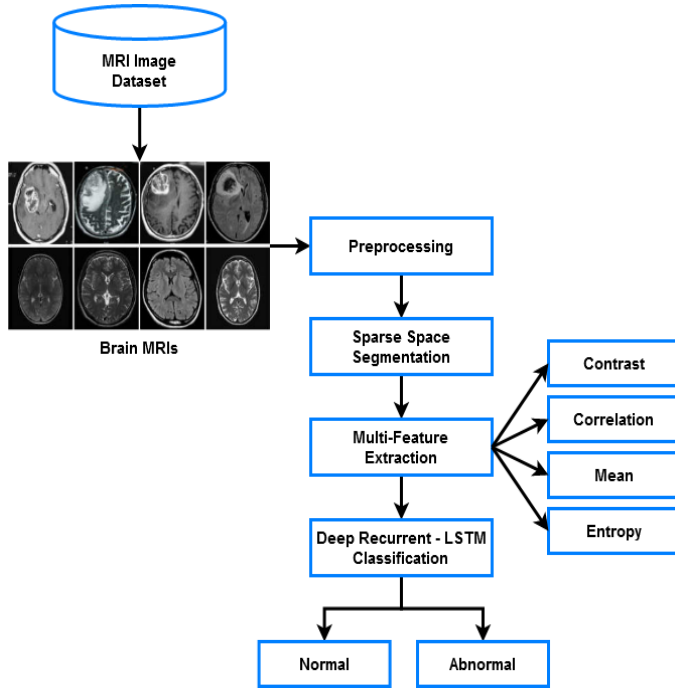 MRI Image
Dataset
Brain MRIs
Preprocessing
Sparse Space
Segmentation
Multi-Feature
Extraction
Contrast
Correlation
Mean
Entropy
Deep Recurrent - LSTM
Classification
Normal
Abnormal